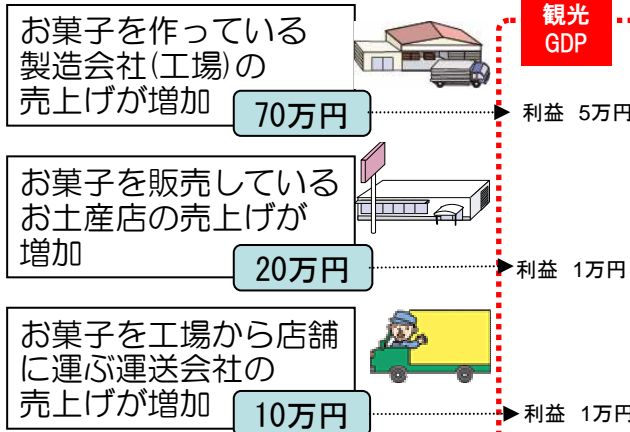 お菓子を作っている
製造会社(工場)の
売上げが増加
70万円
観光
GDP
利益 5万円
お菓子を販売している
お土産店の売上げが
増加
20万円
利益 1万円
お菓子を工場から店舗
に運ぶ運送会社の
売上げが増加
10万円
利益 1万円